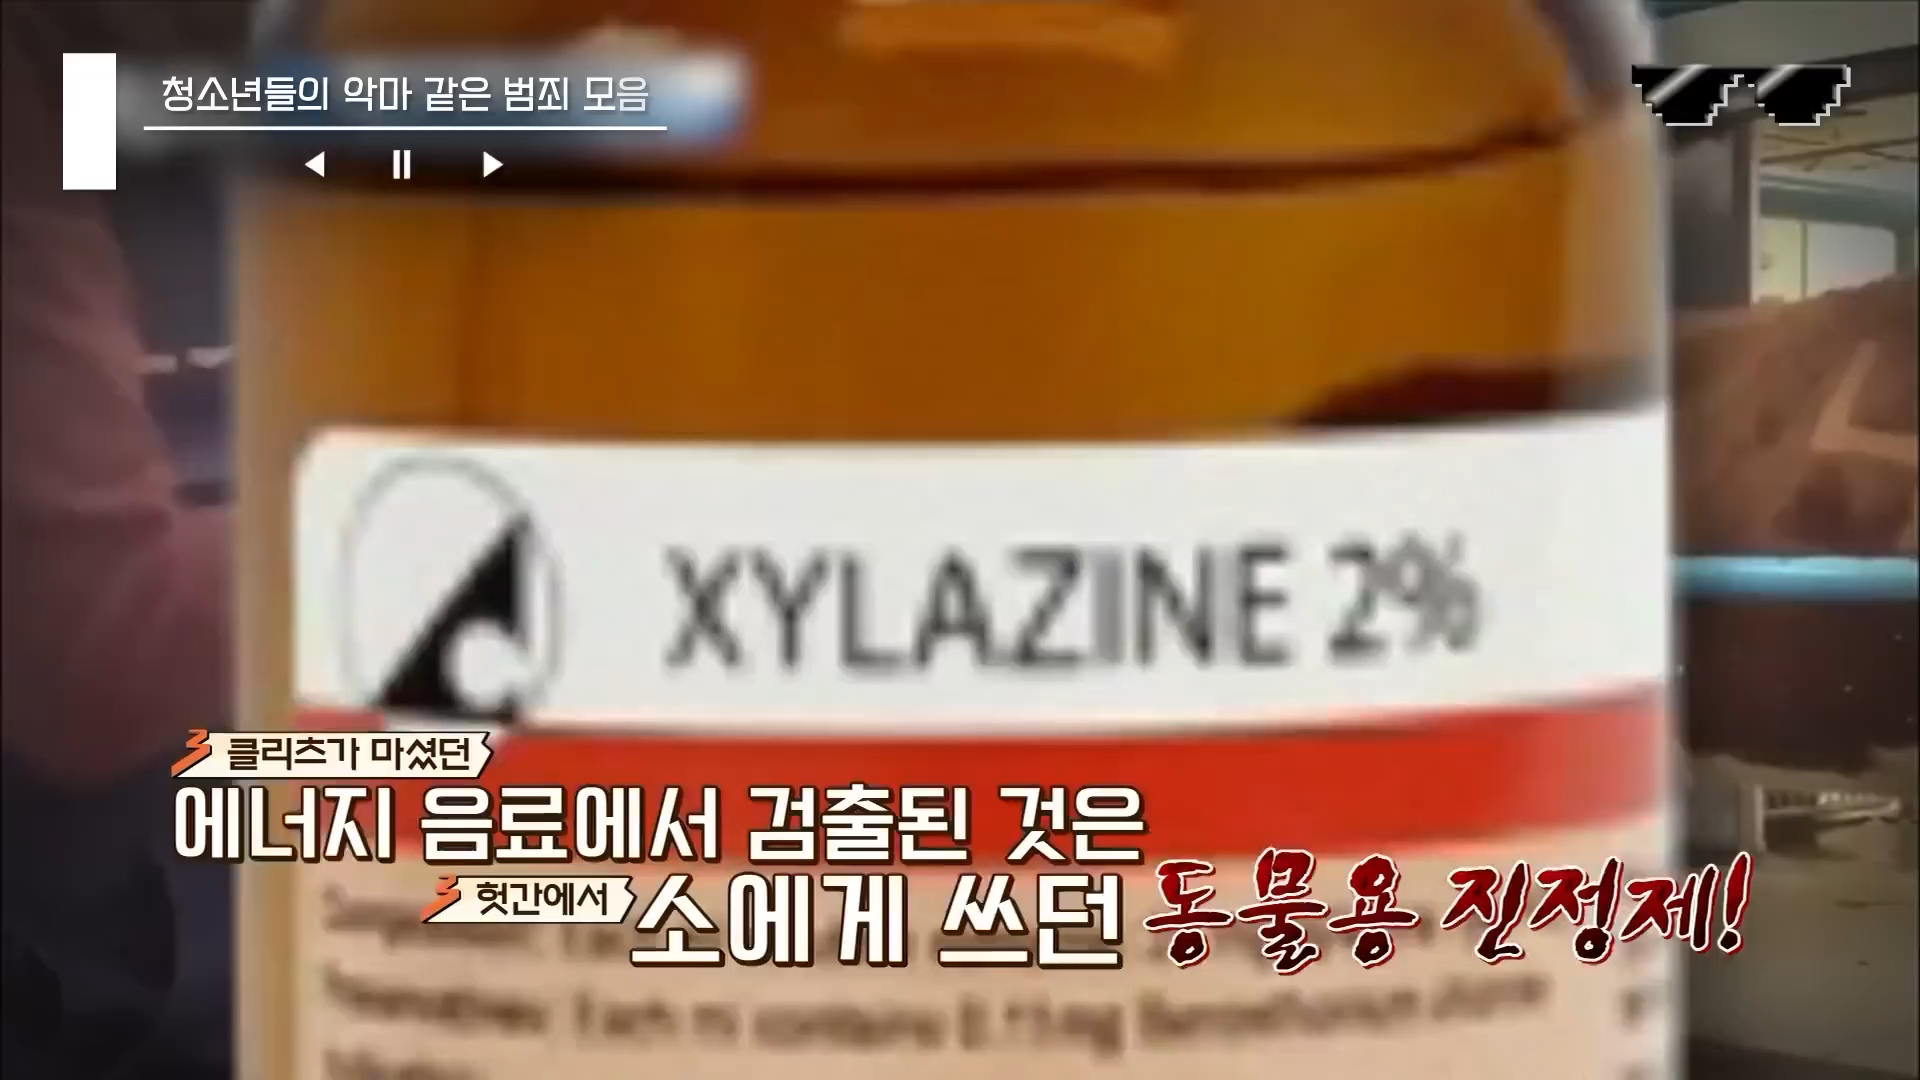 청소년들의 악마 같은 범죄 모음
XYLAZINE 2%
클리츠가 마셨던
에너지 음료에서 검출된 것은
헛간에서 소에게 쓰던 동물용 진정제!